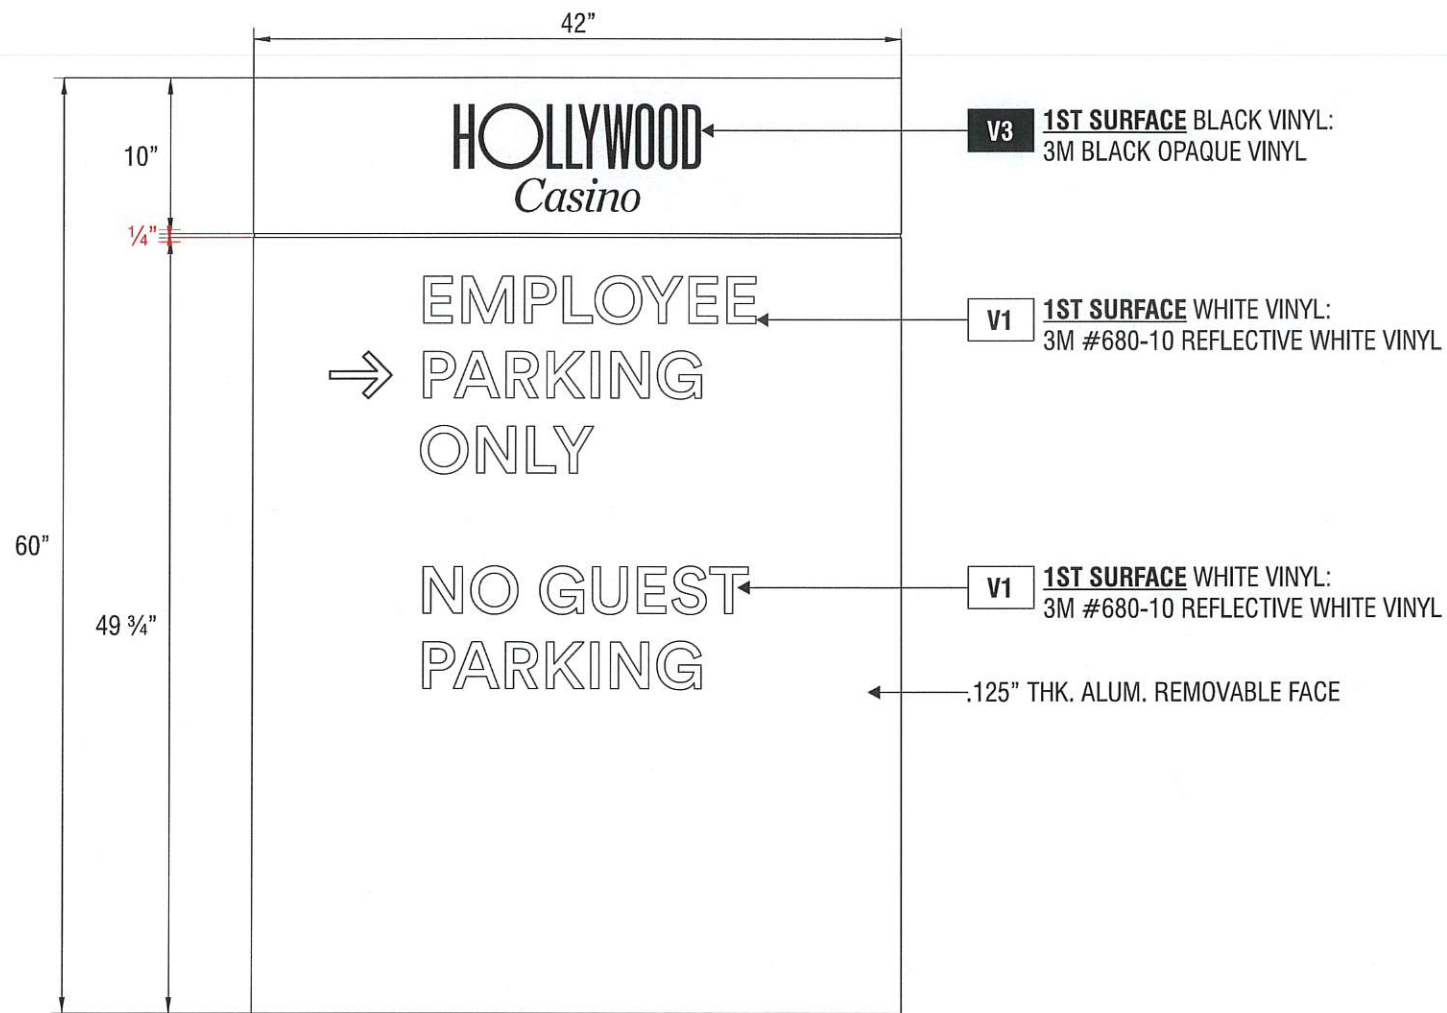 42”
HOLLYWOOD
Casino
10”
¼”
60”
49 ¾”
EMPLOYEE
PARKING
ONLY
NO GUEST
PARKING
V3 1ST SURFACE BLACK VINYL:
3M BLACK OPAQUE VINYL
V1 1ST SURFACE WHITE VINYL:
3M #680-10 REFLECTIVE WHITE VINYL
V1 1ST SURFACE WHITE VINYL:
3M #680-10 REFLECTIVE WHITE VINYL
.125” THK. ALUM. REMOVABLE FACE